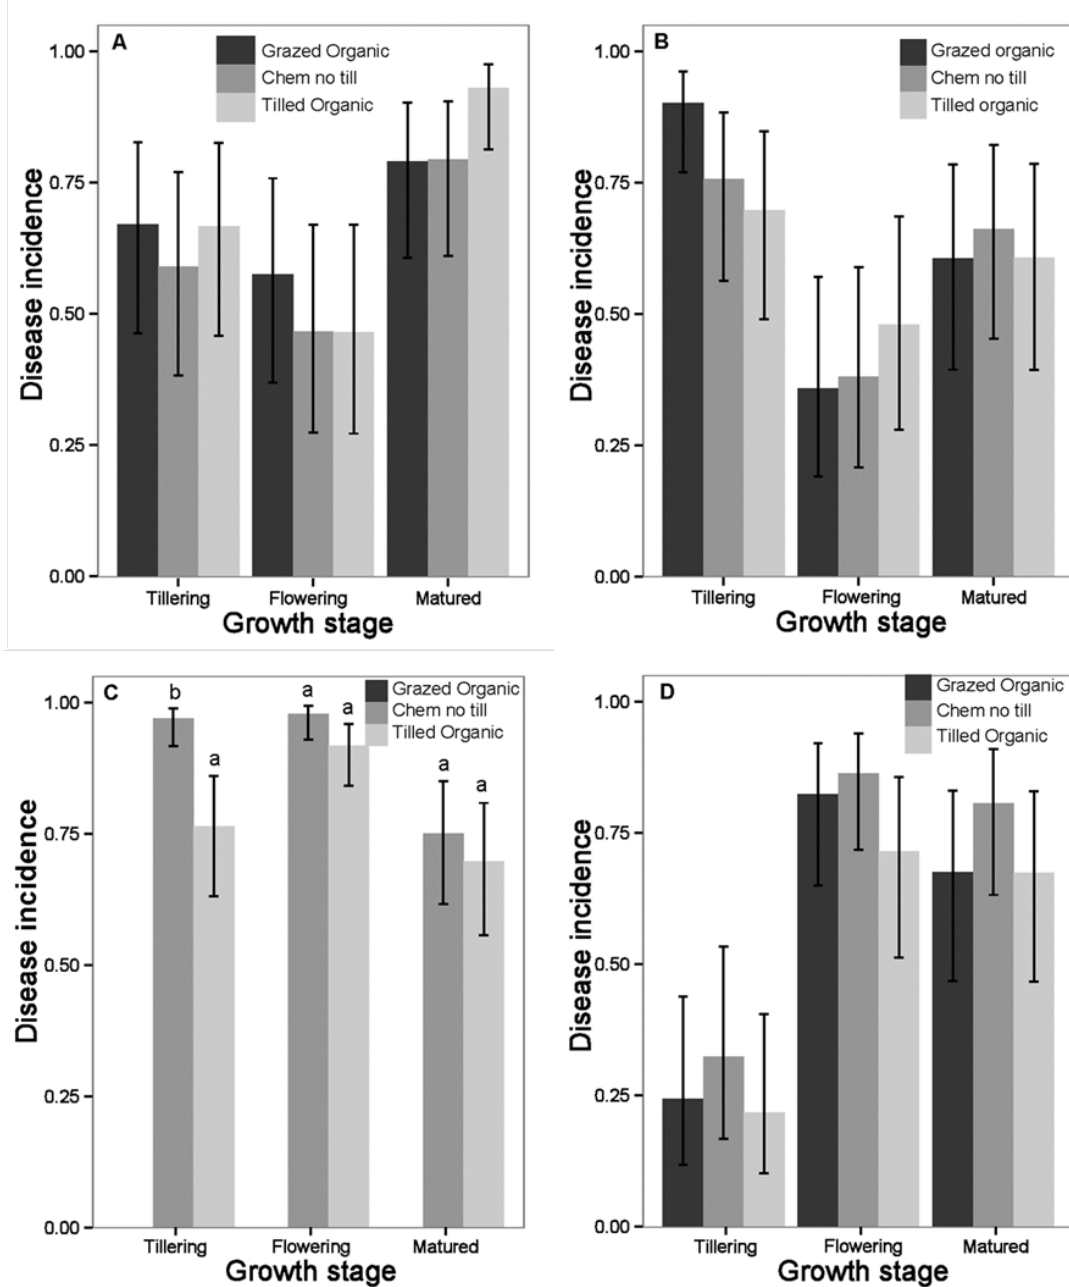 A
Grazed Organic
Chem no till
Tilled Organic
1.00
0.75
0.50
0.25
0.00
Disease incidence
Tillering Flowering Matured
Growth stage
B
Grazed organic
Chem no till
Tilled organic
1.00
0.75
0.50
0.25
0.00
Disease incidence
Tillering Flowering Matured
Growth stage
C
Grazed Organic
Chem no till
Tilled Organic
b
a
a
a
a
a
1.00
0.75
0.50
0.25
0.00
Disease incidence
Tillering Flowering Matured
Growth stage
D
Grazed Organic
Chem no till
Tilled Organic
1.00
0.75
0.50
0.25
0.00
Disease incidence
Tillering Flowering Matured
Growth stage